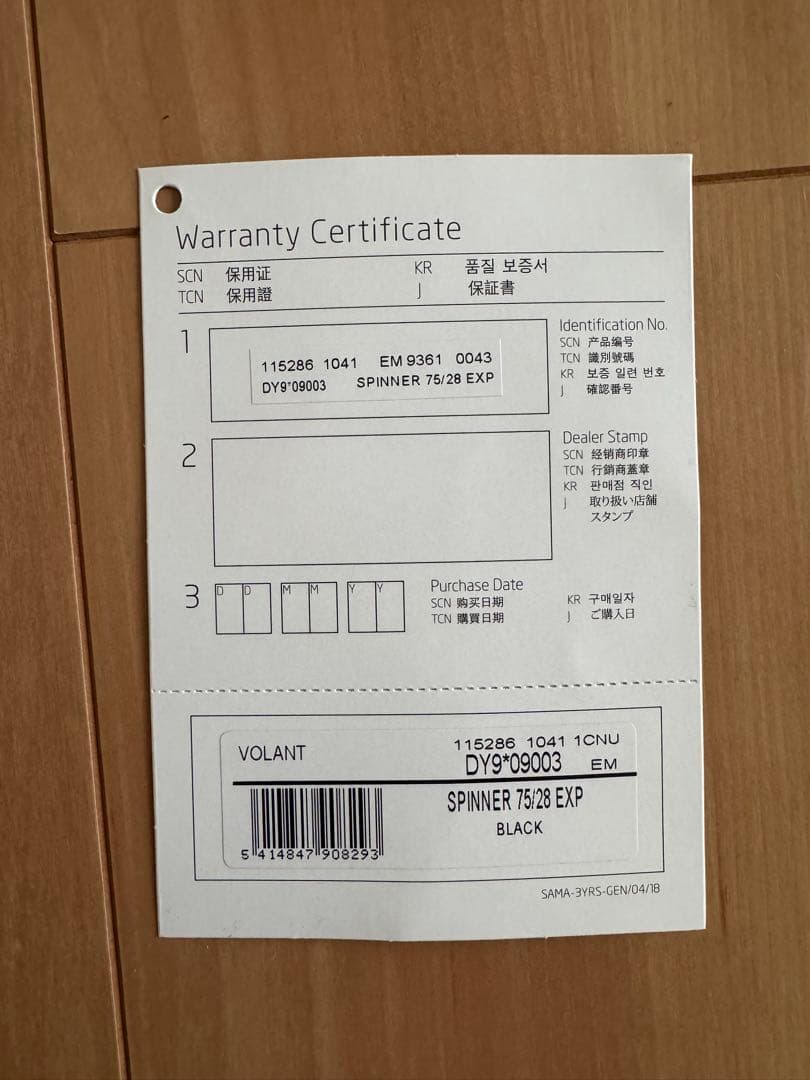 Warranty Certificate
SCN 保用证 KR 품질 보증서
TCN 保用證 J 保証書
1
115286 1041 EM 9361 0043
DY9*09003 SPINNER 75/28 EXP
Identification No.
SCN 产品编号
TCN 識別號碼
KR 보증 일련 번호
J 確認番号
2
Dealer Stamp
SCN 经销商印章
TCN 行銷商蓋章
KR 판매점 직인
J 取り扱い店舗
スタンプ
3
D D M M Y Y
Purchase Date
SCN 购买日期 KR 구매일자
TCN 購買日期 J ご購入日
VOLANT
115286 1041 1CNU
DY9*09003 EM
SPINNER 75/28 EXP
BLACK
5 414847 908293
SAMA-3YRS-GEN/04/18